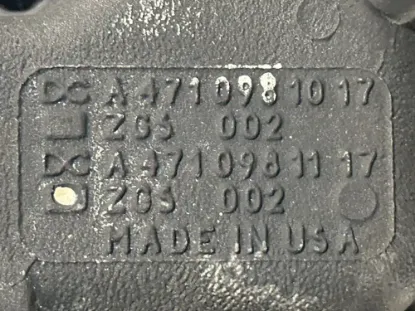 DC A 471 098 10 17
ZGS 002
DC A 471 098 11 17
ZGS 002
MADE IN USA